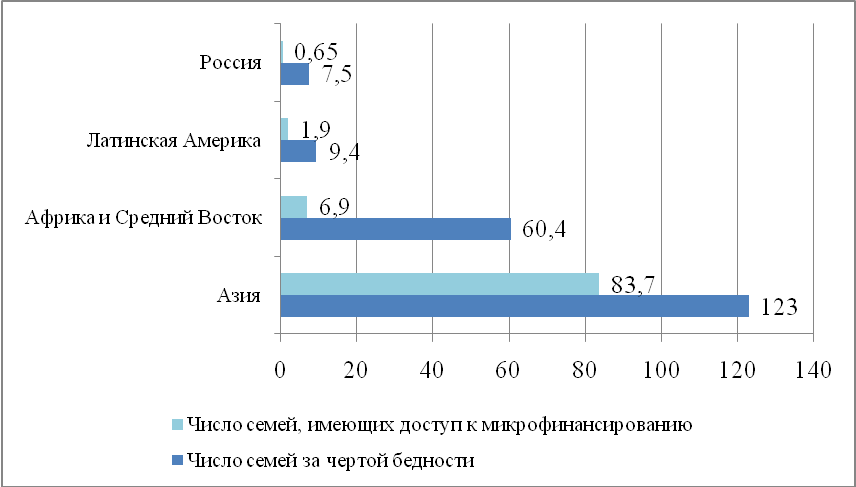 Россия
0,65
7,5
Латинская Америка
1,9
9,4
Африка и Средний Восток
6,9
60,4
Азия
83,7
123
0 20 40 60 80 100 120 140
Число семей, имеющих доступ к микрофинансированию
Число семей за чертой бедности